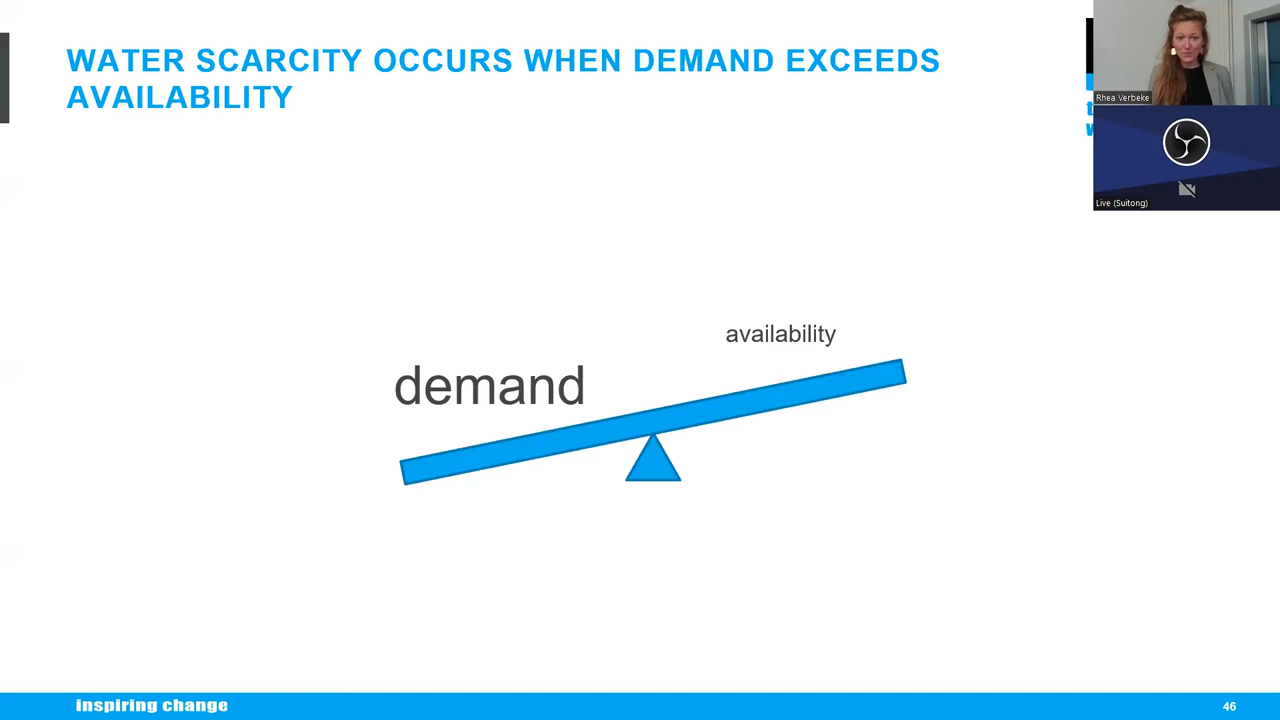 WATER SCARCITY OCCURS WHEN DEMAND EXCEEDS
AVAILABILITY
Rhea Verbeke
Live (Suitong)
availability
demand
inspiring change
46